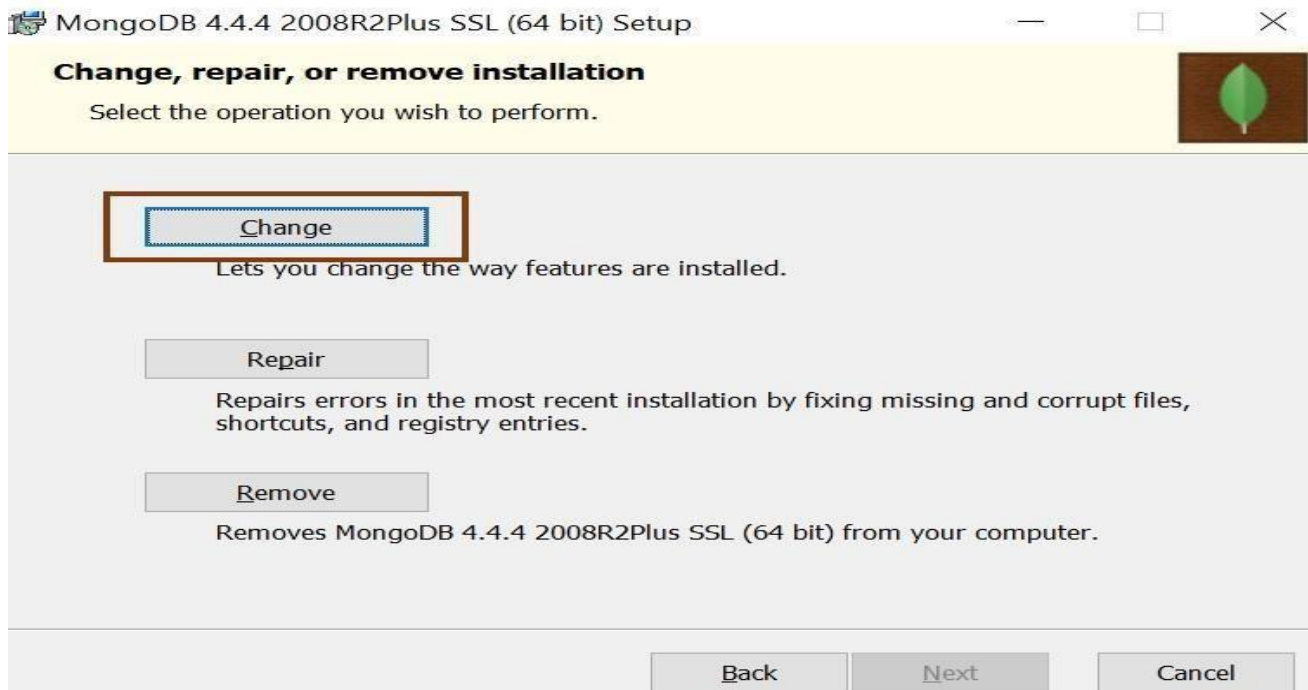 MongoDB 4.4.4 2008R2Plus SSL (64 bit) Setup
Change, repair, or remove installation
Select the operation you wish to perform.
Change
Lets you change the way features are installed.
Repair
Repairs errors in the most recent installation by fixing missing and corrupt files,
shortcuts, and registry entries.
Remove
Removes MongoDB 4.4.4 2008R2Plus SSL (64 bit) from your computer.
Back Next Cancel